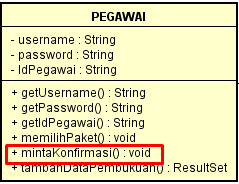 PEGAWAI
- username : String
- password : String
- IdPegawai : String
+ getUsername() : String
+ getPassword() : String
+ getIdPegawai() : String
+ memilihPaket() : void
+ mintaKonfirmasi() : void
+ tambahDataPembukuan() : ResultSet